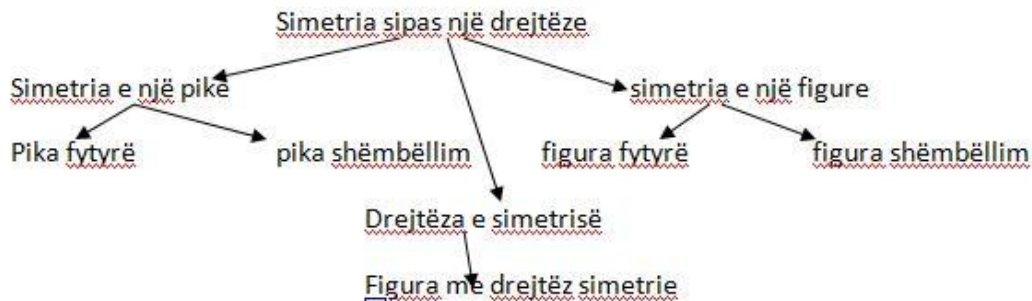 Simetria sipas një drejtëze
Simetria e një pike simetria e një figure
Pika fytyrë pika shëmbëllim figura fytyrë figura shëmbëllim
Drejtëza e simetrisë
Figura me drejtëz simetrie